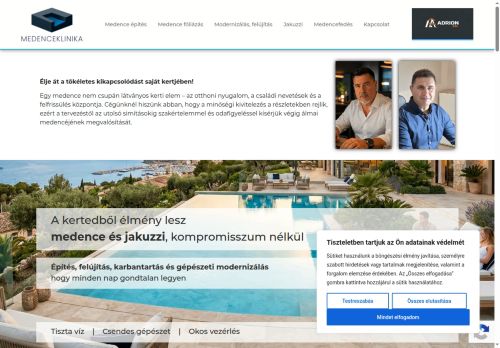 MEDENCEKLINIKA
Medence építés
Medence fóliázás
Modernizálás, felújítás
Jakuzzi
Medencefedés
Kapcsolat
ADRION
Élje át a tökéletes kikapcsolódást saját kertjében!
Egy medence nem csupán látványos kerti elem – az otthoni nyugalom, a családi nevetések és a
felfrissülés központja. Cégünknél hiszünk abban, hogy a minőségi kivitelezés a részletekben rejlik,
ezért a tervezéstől az utolsó simításokig szakértelemmel és odafigyeléssel kísérjük végig álmai
medencéjének megvalósítását.
A kertedből élmény lesz
medence és jakuzzi, kompromisszum nélkül
Építés, felújítás, karbantartás és gépészeti modernizálás
hogy minden nap gondtalan legyen
Tiszta víz | Csendes gépészet | Okos vezérlés
Tiszteletben tartjuk az Ön adatainak védelmét
Sütiket használunk a böngészési élmény javítása, személyre
szabott hirdetések vagy tartalmak megjelenítése, valamint a
forgalom elemzése érdekében. Az „Összes elfogadása"
gombra kattintva hozzájárul a sütik használatához.
Testreszabás
Összes elutasítása
Mindet elfogadom